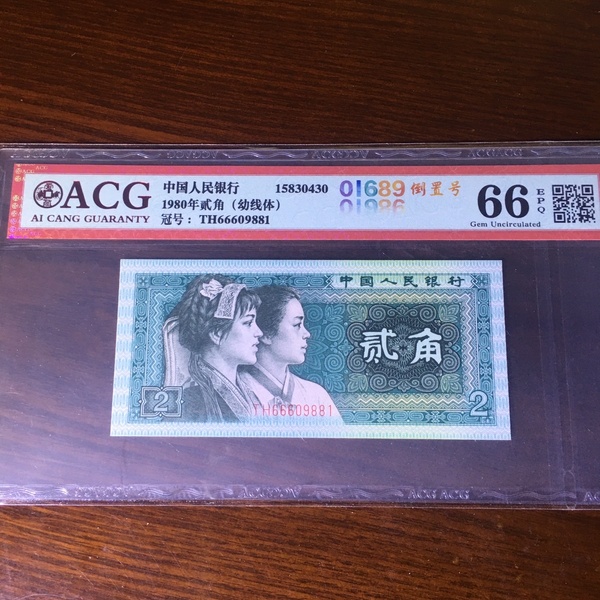 ACG
AI CANG GUARANTY
中国人民银行 15830430
1980年贰角（幼线体）
冠号： TH66609881
01689 倒置号
66 EPQ
Gem Uncirculated
中国人民银行
贰角
2
TH66609881
2
ACG ACG